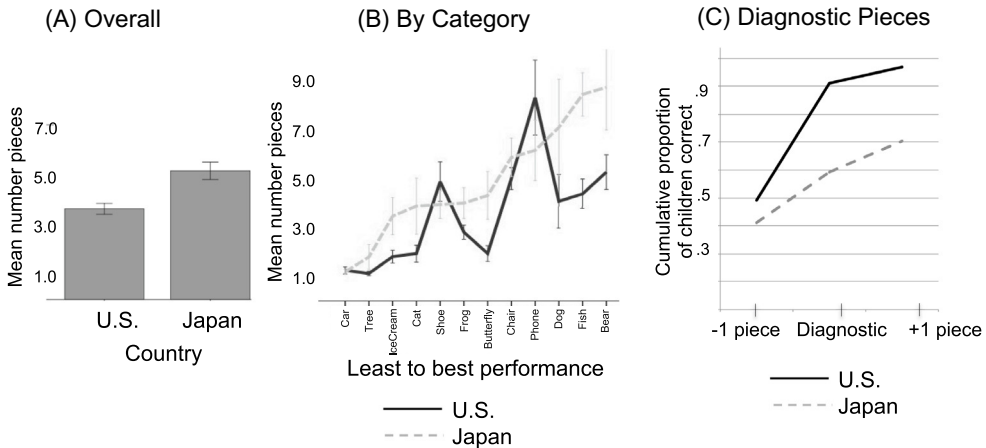 (A) Overall
Mean number pieces
7.0
5.0
3.0
1.0
U.S.
Japan
Country
(B) By Category
Mean number pieces
9.0
7.0
5.0
3.0
1.0
Car
Tree
IceCream
Cat
Shoe
Frog
Butterfly
Chair
Phone
Dog
Fish
Bear
Least to best performance
U.S.
Japan
(C) Diagnostic Pieces
Cumulative proportion
of children correct
.9
.7
.5
.3
-1 piece
Diagnostic
+1 piece
U.S.
Japan